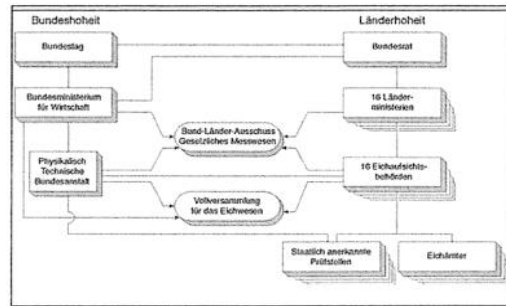 Bundeshoheit
Länderhoheit
Bundestag
Bundesrat
Bundesministerium
für Wirtschaft
16 Länder-
ministerien
Bund-Länder-Ausschuss
Gesetzliches Messwesen
Physikalisch
Technische
Bundesanstalt
16 Eichaufsichts-
behörden
Vollversammlung
für das Eichwesen
Staatlich anerkannte
Prüfstellen
Eichämter